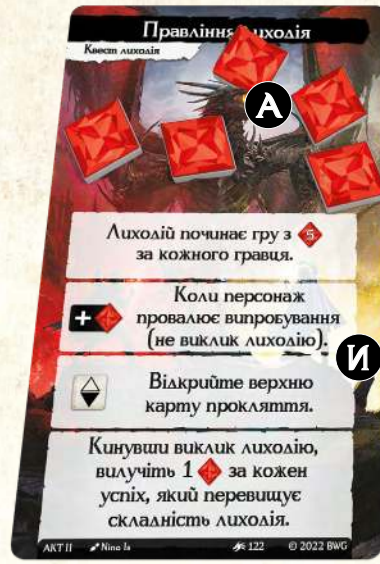 Правління лиходія
Квест лиходія
А
Лиходій починає гру з 5
за кожного гравця.
+
Коли персонаж
провалює випробування
(не виклик лиходію).
И
Відкрийте верхню
карту прокляття.
Кинувши виклик лиходію,
вилучіть 1 за кожен
успіх, який перевищує
складність лиходія.
АКТ II Nino Is 122 © 2022 BWG